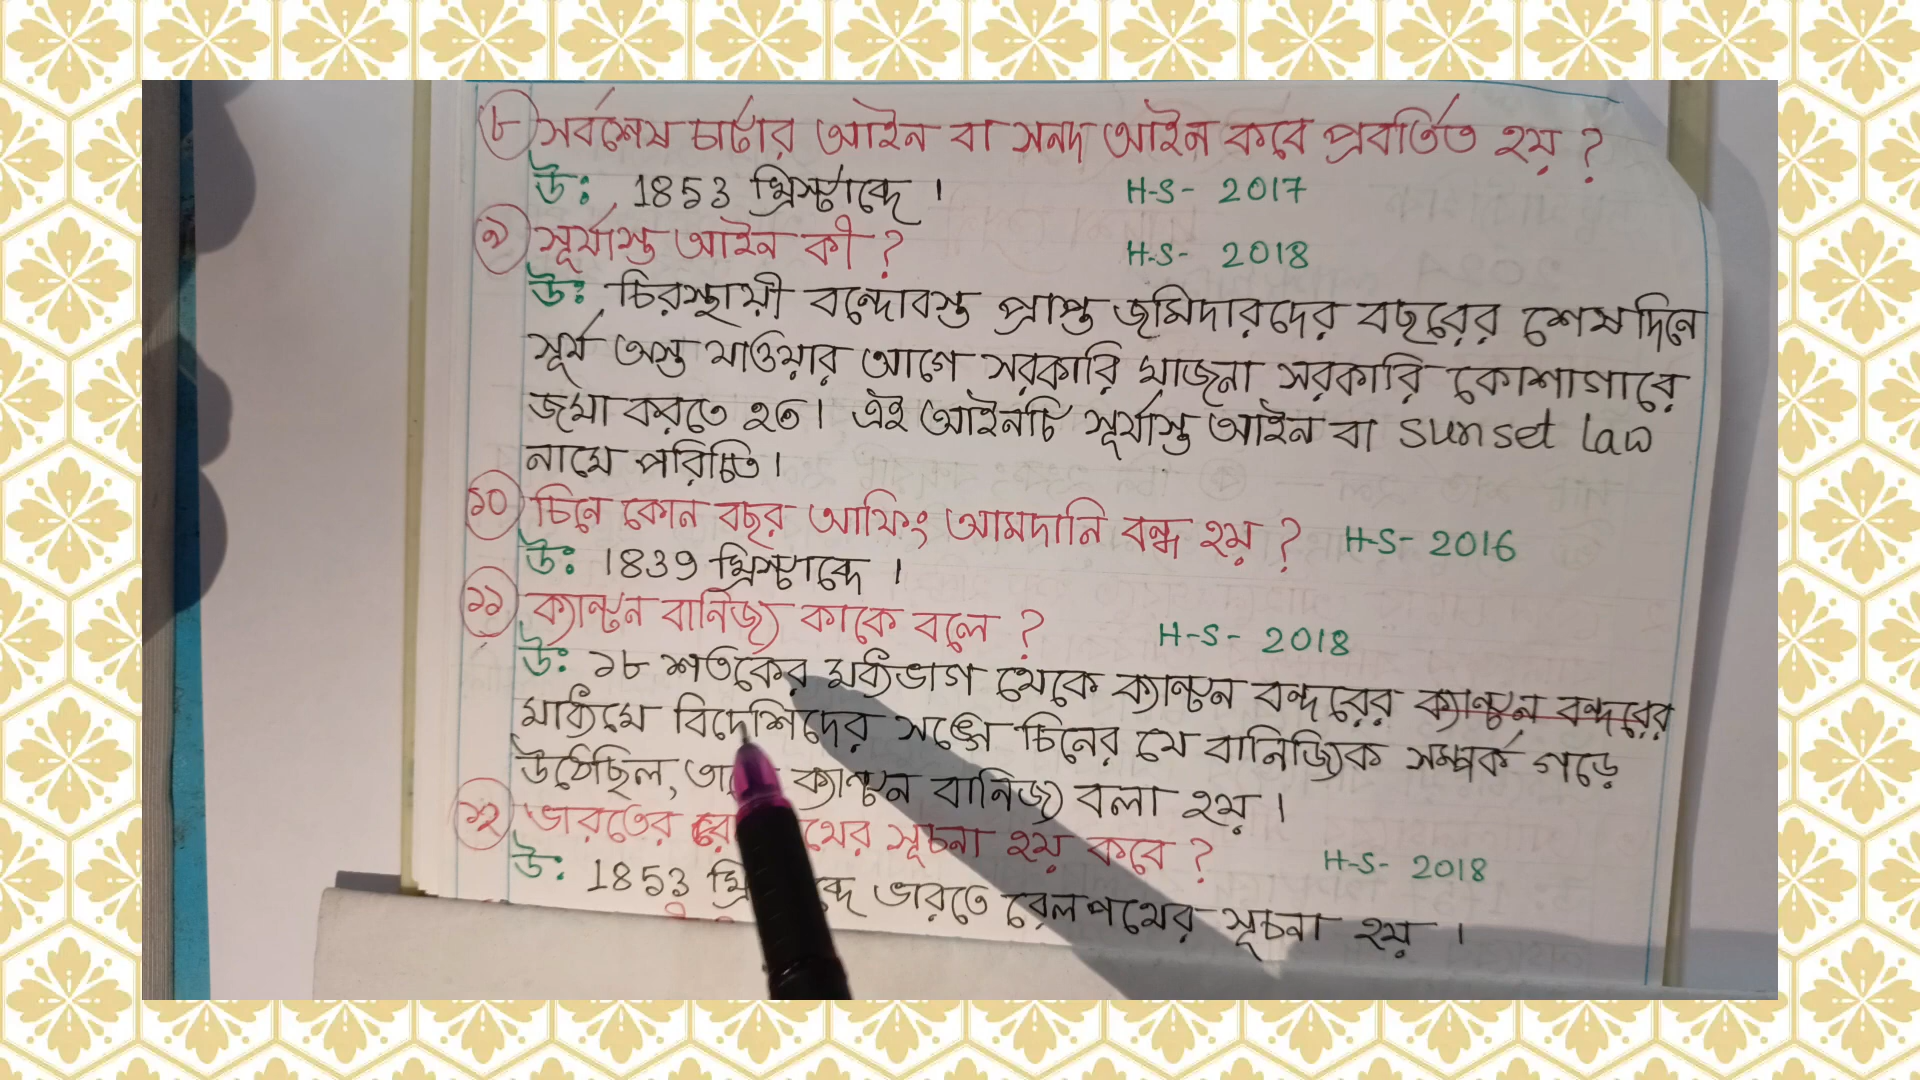 ৮ সর্বশেষ চার্টার আইন বা সনদ আইন কবে প্রবর্তিত হয় ?
উঃ 1853 খ্রিস্টাব্দে । H-S- 2017
৯ সূর্যাস্ত আইন কী ? H-S- 2018
উঃ চিরস্থায়ী বন্দোবস্ত প্রাপ্ত জমিদারদের বছরের শেষ দিনে
সূর্য অস্ত যাওয়ার আগে সরকারি খাজনা সরকারি কোশাগারে
জমা করতে হত। এই আইনটি সূর্যাস্ত আইন বা sunset law
নামে পরিচিত।
১০ চিনে কোন বছর আফিং আমদানি বন্ধ হয় ? H-S- 2016
উঃ 1839 খ্রিস্টাব্দে ।
১১ ক্যান্টন বানিজ্য কাকে বলে ? H-S- 2018
উঃ ১৮ শতকের মধ্যভাগ থেকে ক্যান্টন বন্দরের ক্যান্টন বন্দরের
মাধ্যমে বিদেশিদের সঙ্গে চিনের যে বানিজ্যিক সম্পর্ক গড়ে
উঠেছিল, ক্যান্টন বানিজ্য বলা হয়।
১২ ভারতের সূচনা হয় কবে ? H-S- 2018
উঃ 1853 ভারতে রেলপথের সূচনা হয় ।